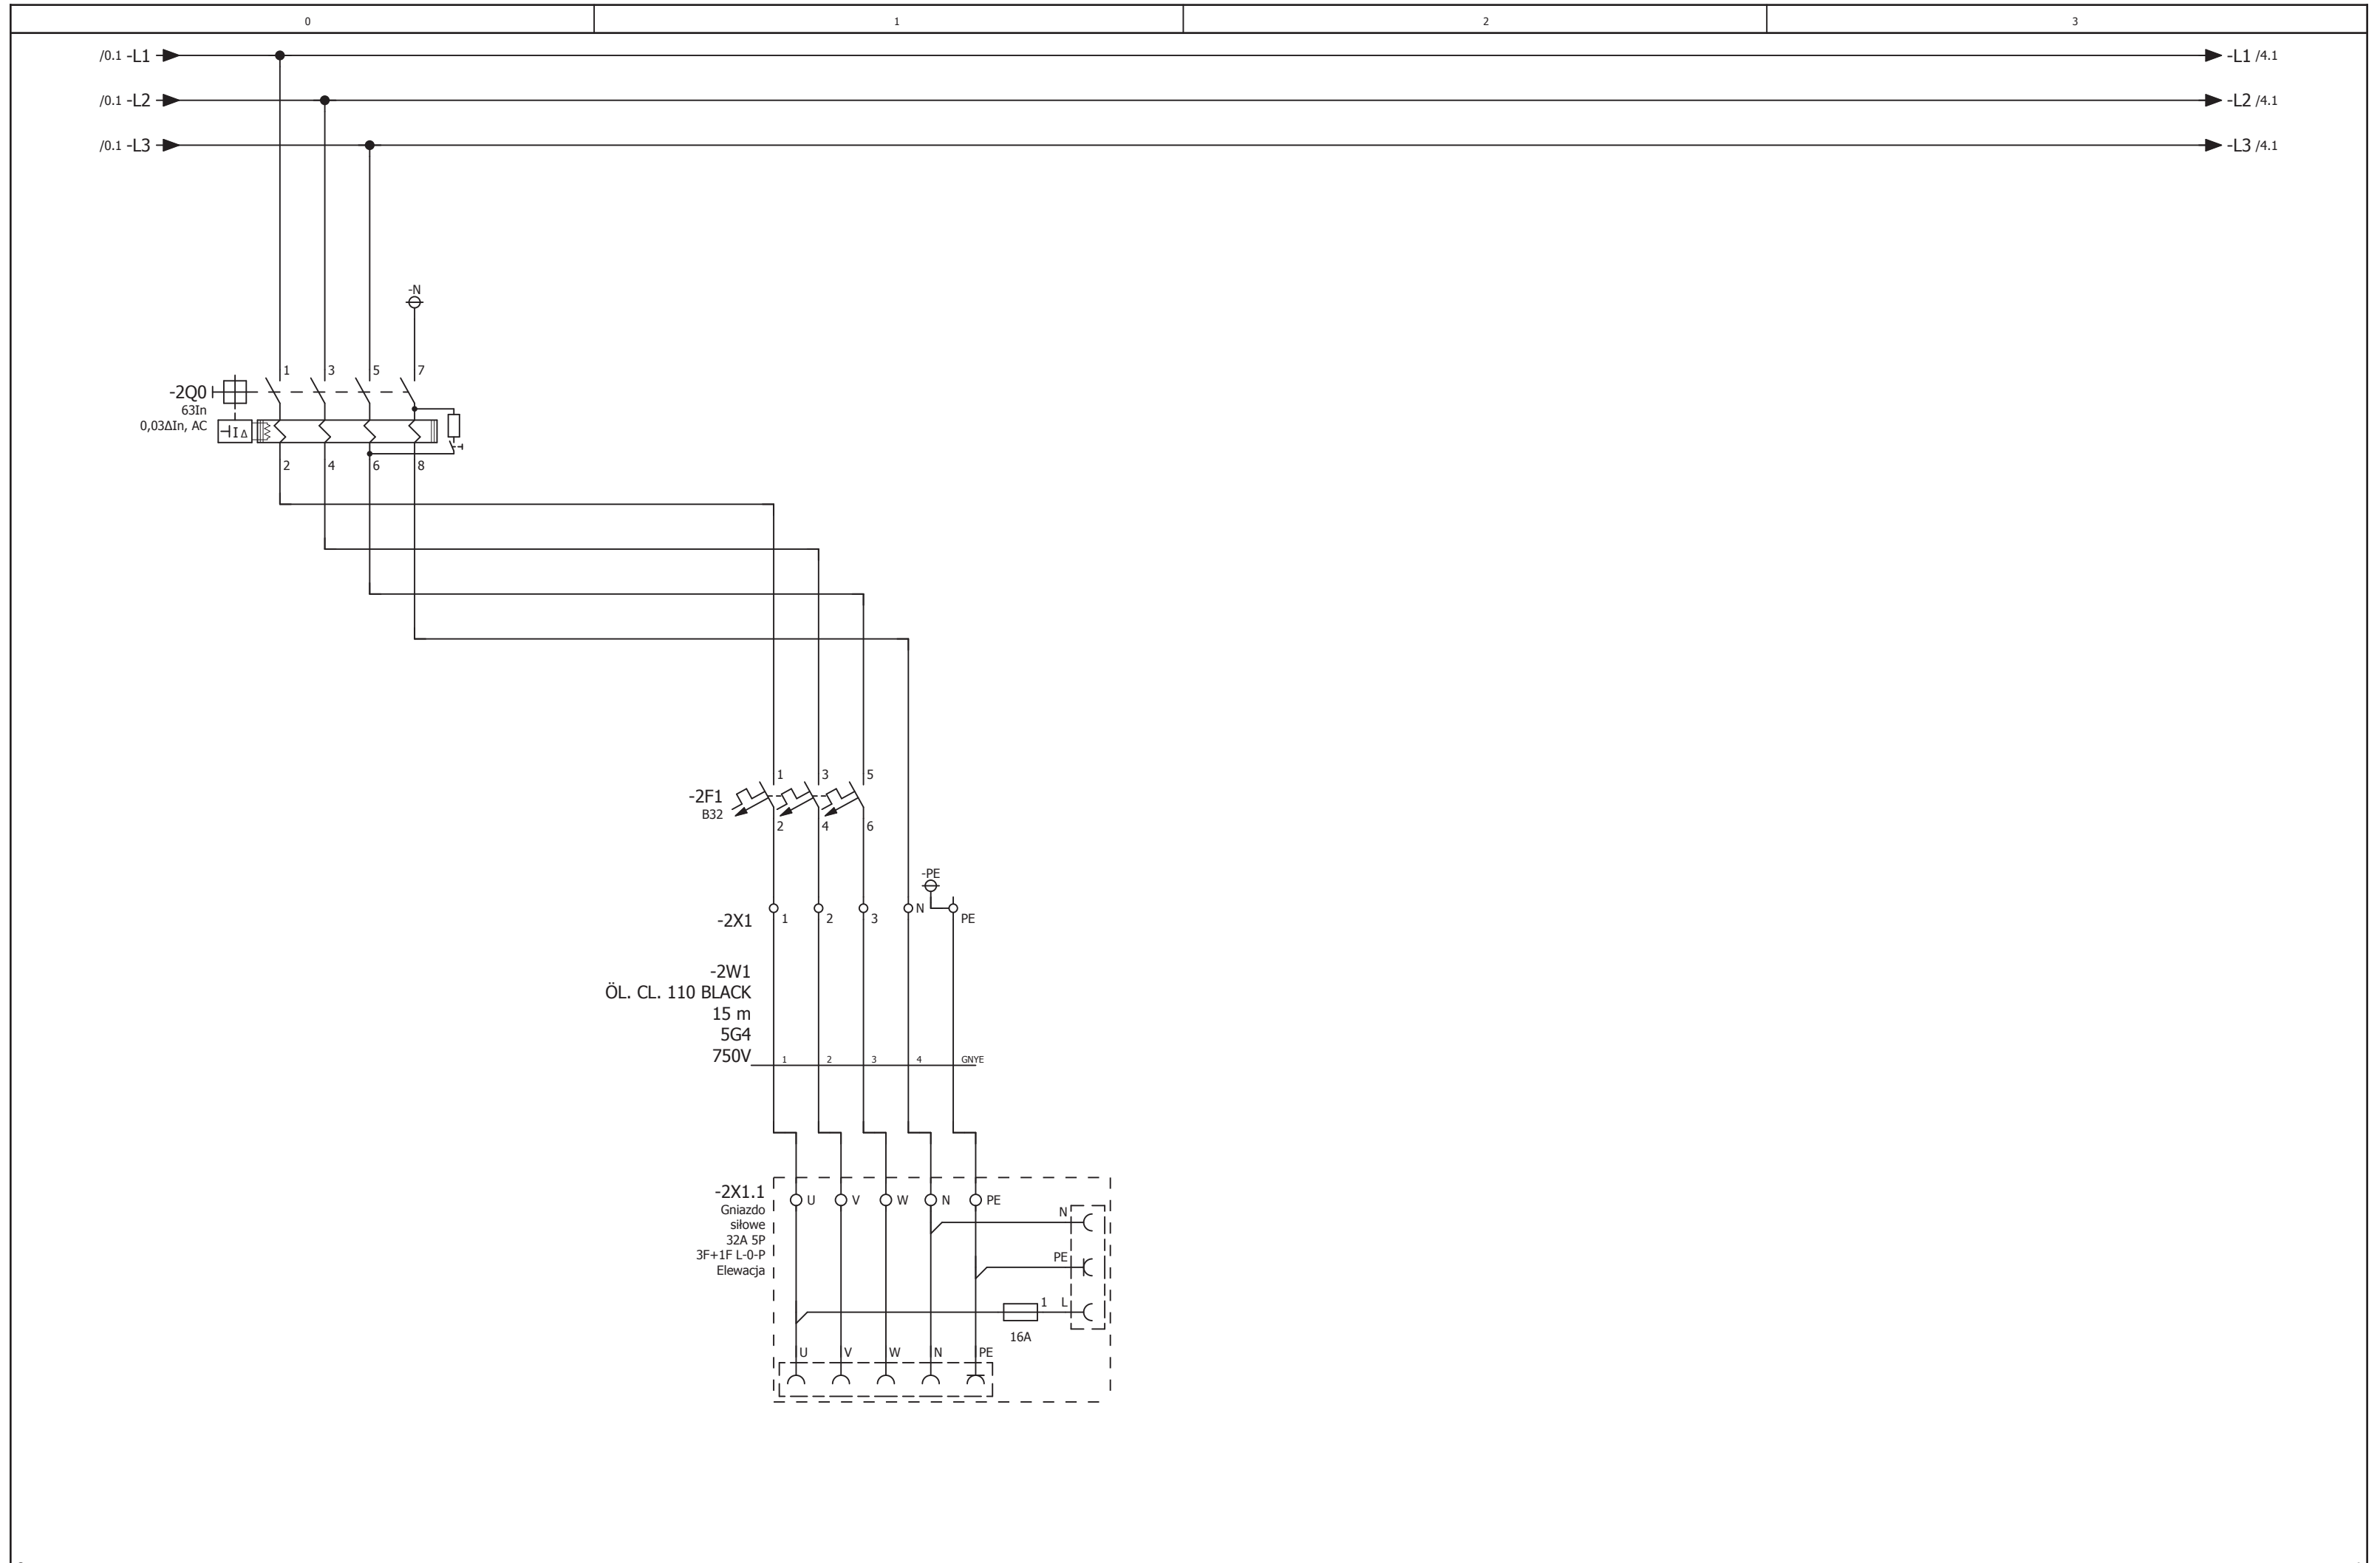 0 1 2 3
/0.1 -L1 -L1 /4.1
/0.1 -L2 -L2 /4.1
/0.1 -L3 -L3 /4.1
-N
1 3 5 7
-2Q0
63In
0,03ΔIn, AC
I Δ
2 4 6 8
1 3 5
-2F1
B32
2 4 6
-PE
N
-2X1 1 2 3 PE
-2W1
ÖL. CL. 110 BLACK
15 m
5G4
750V 1 2 3 4 GNYE
-2X1.1 U V W N PE
Gniazdo N
siłowe
32A 5P
3F+1F L-0-P PE
Elewacja
1 L
16A
U V W N PE